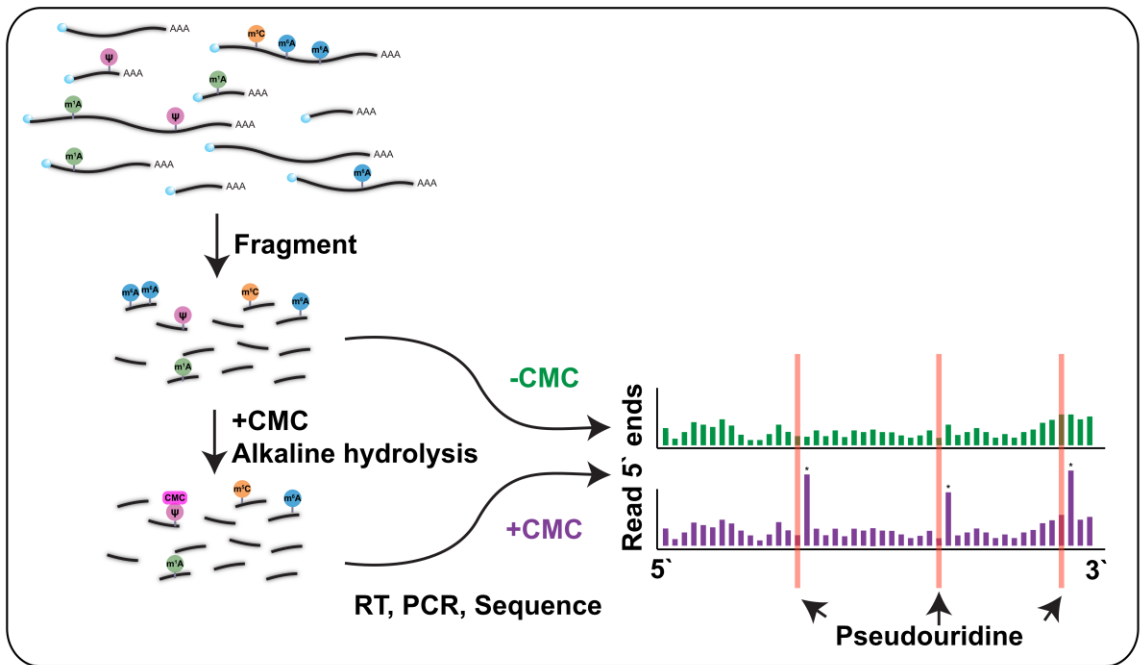 AAA
m⁵C
m⁶A
m⁶A
AAA
Ψ
AAA
m¹A
AAA
m¹A
Ψ
AAA
AAA
m¹A
AAA
AAA
AAA
m⁶A
AAA
Fragment
m⁶A
m⁶A
Ψ
m⁵C
m⁶A
m¹A
-CMC
+CMC
Alkaline hydrolysis
CMC
Ψ
m⁵C
m⁶A
m¹A
+CMC
RT, PCR, Sequence
Read 5` ends
*
*
*
5`
3`
Pseudouridine